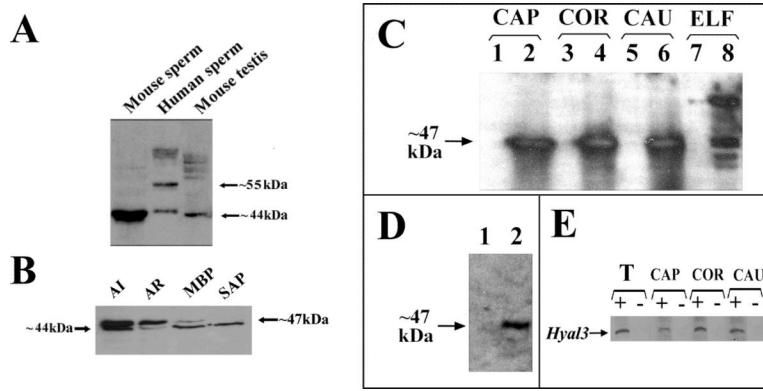 A
Mouse sperm
Human sperm
Mouse testis
~55kDa
~44kDa
B
AI AR MBP SAP
~44kDa
~47kDa
C
CAP COR CAU ELF
1 2 3 4 5 6 7 8
~47
kDa
D
1 2
~47
kDa
E
T CAP COR CAU
+ - + - + - + -
Hyal3